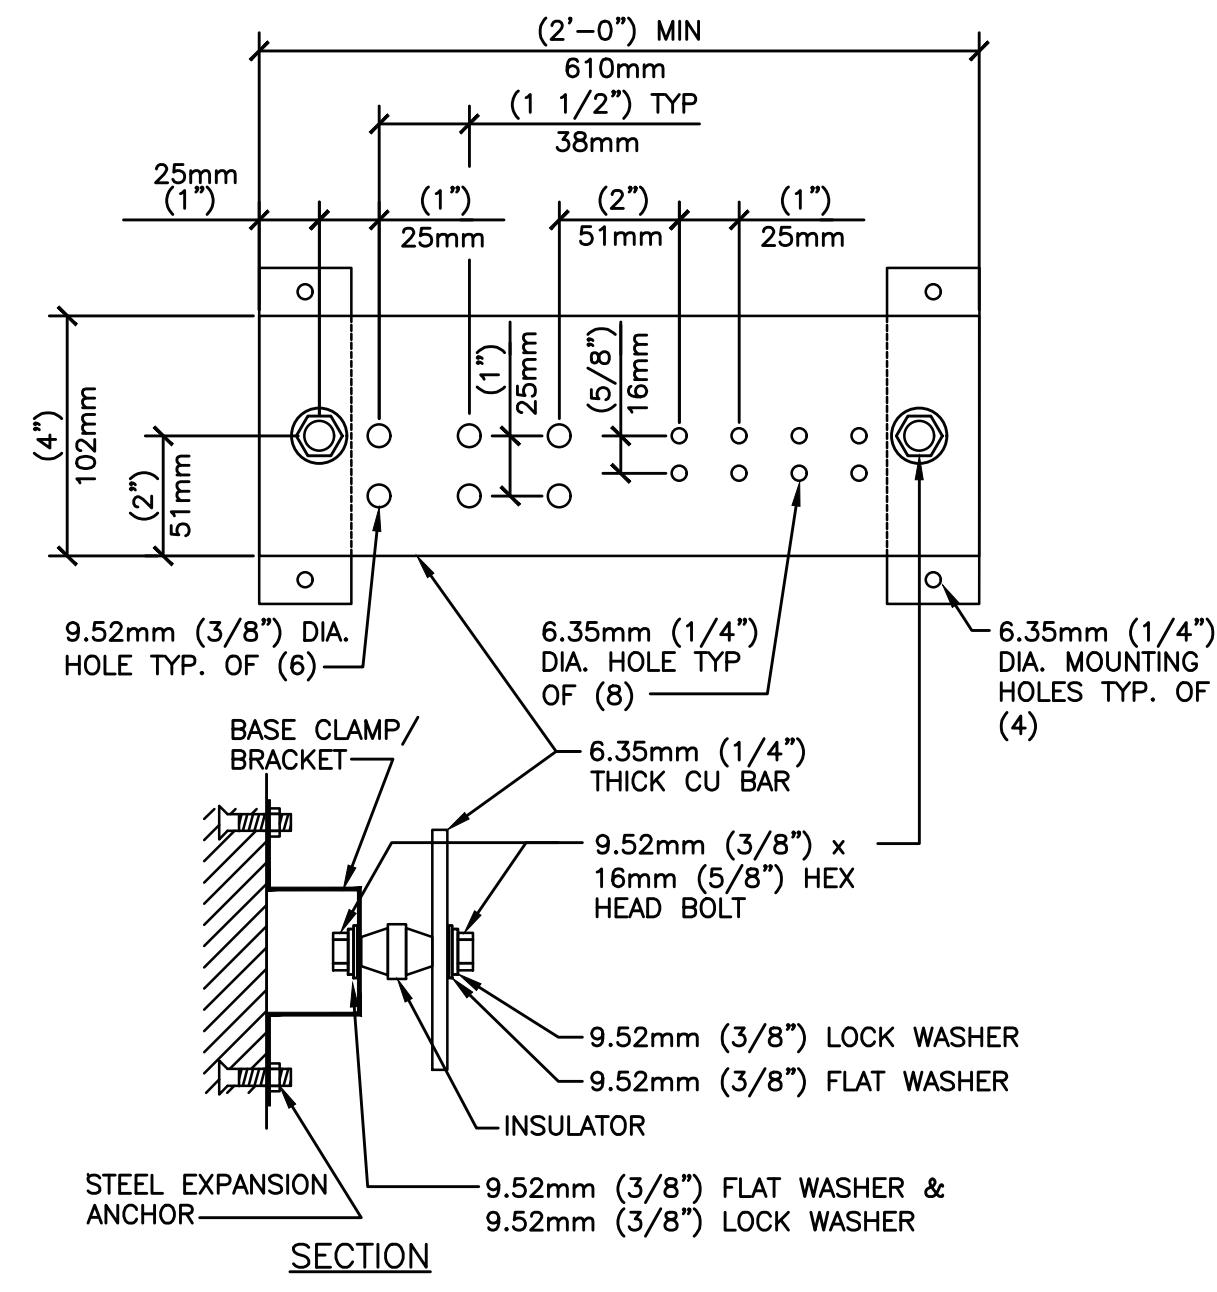 (2'-0") MIN
610mm
(1 1/2") TYP
38mm
25mm
(1")
(1")
25mm
(2")
51mm
(1")
25mm
(4")
102mm
(2")
51mm
(1")
25mm
(5/8")
16mm
9.52mm (3/8") DIA.
HOLE TYP. OF (6)
6.35mm (1/4")
DIA. HOLE TYP
OF (8)
6.35mm (1/4")
DIA. MOUNTING
HOLES TYP. OF
(4)
BASE CLAMP/
BRACKET
6.35mm (1/4")
THICK CU BAR
9.52mm (3/8") x
16mm (5/8") HEX
HEAD BOLT
9.52mm (3/8") LOCK WASHER
9.52mm (3/8") FLAT WASHER
INSULATOR
STEEL EXPANSION
ANCHOR
9.52mm (3/8") FLAT WASHER &
9.52mm (3/8") LOCK WASHER
SECTION